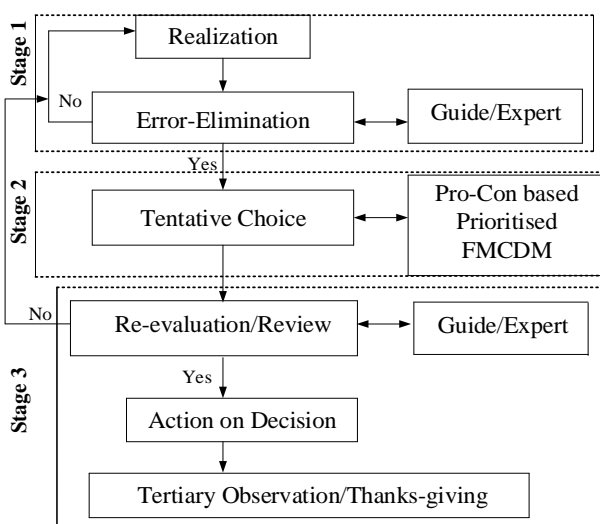 Stage 1
Realization
No
Error-Elimination
Guide/Expert
Yes
Stage 2
Tentative Choice
Pro-Con based
Prioritised
FMCDM
Stage 3
No
Re-evaluation/Review
Guide/Expert
Yes
Action on Decision
Tertiary Observation/Thanks-giving